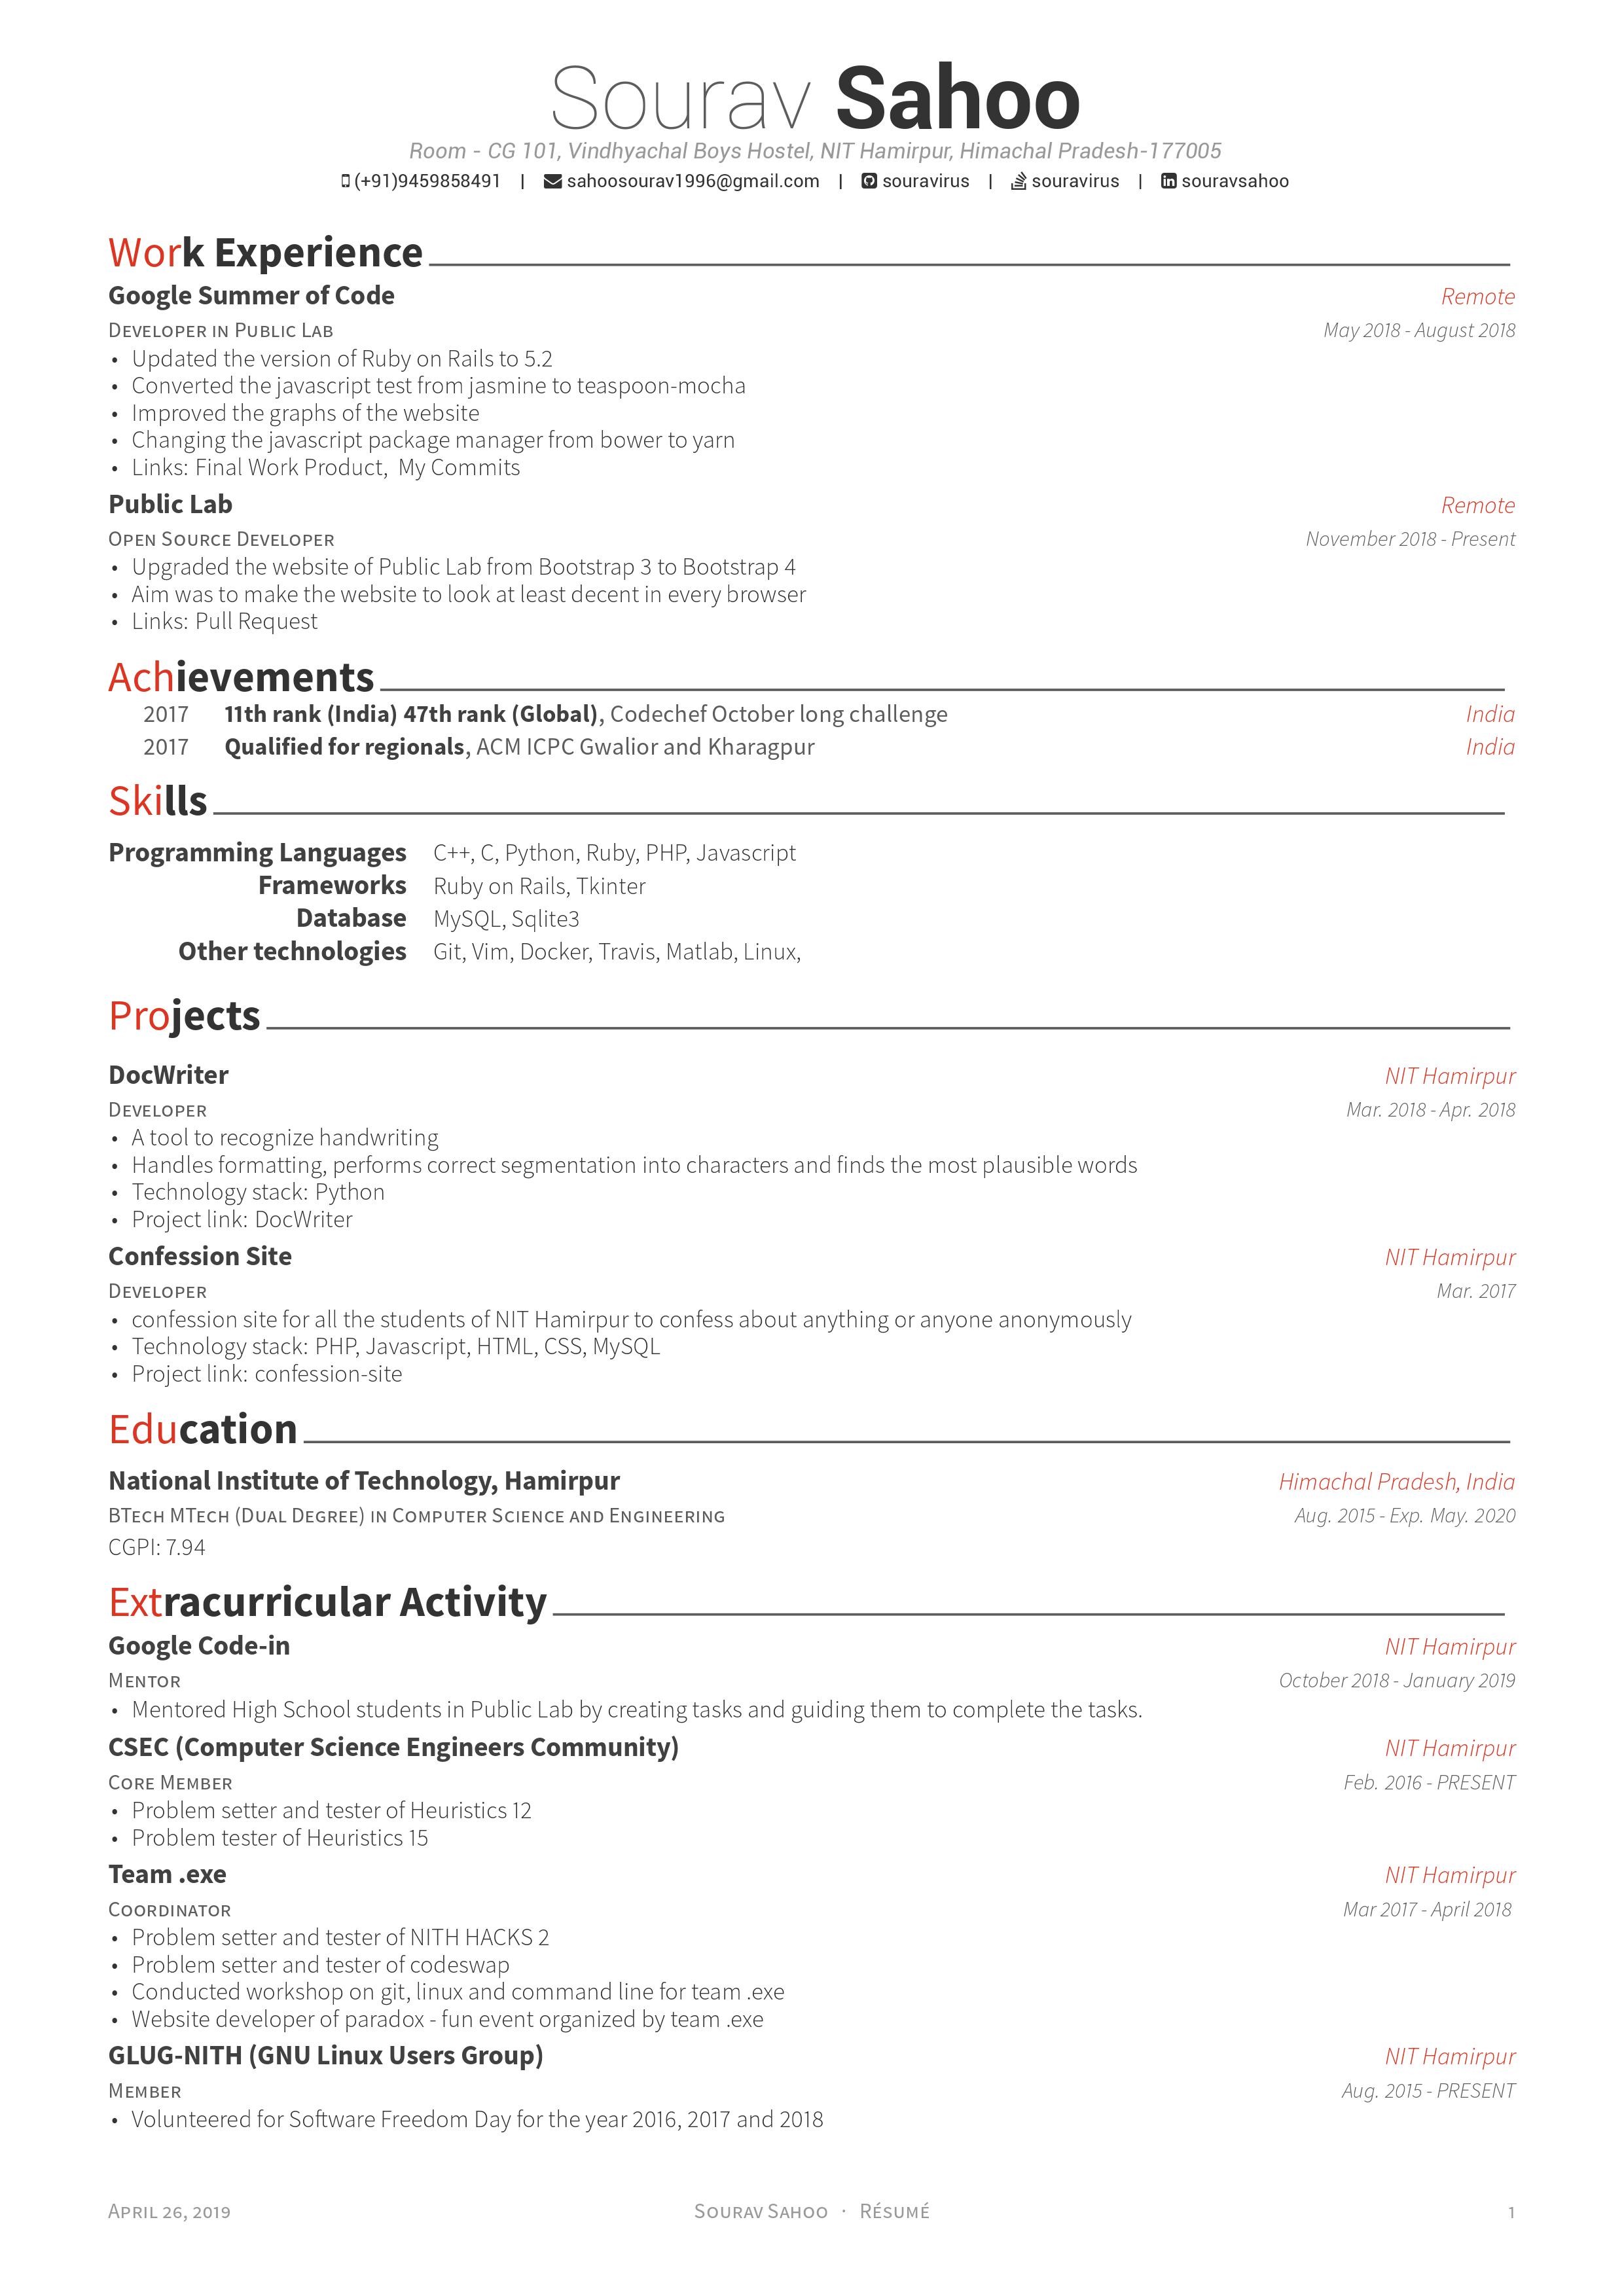 Sourav Sahoo
Room - CG 101, Vindhyachal Boys Hostel, NIT Hamirpur, Himachal Pradesh-177005
(+91)9459858491 | sahoosourav1996@gmail.com | souravirus | souravirus | souravsahoo
Work Experience
Google Summer of Code Remote
Developer in Public Lab May 2018 - August 2018
• Updated the version of Ruby on Rails to 5.2
• Converted the javascript test from jasmine to teaspoon-mocha
• Improved the graphs of the website
• Changing the javascript package manager from bower to yarn
• Links: Final Work Product, My Commits
Public Lab Remote
Open Source Developer November 2018 - Present
• Upgraded the website of Public Lab from Bootstrap 3 to Bootstrap 4
• Aim was to make the website to look at least decent in every browser
• Links: Pull Request
Achievements
2017 11th rank (India) 47th rank (Global), Codechef October long challenge India
2017 Qualified for regionals, ACM ICPC Gwalior and Kharagpur India
Skills
Programming Languages C++, C, Python, Ruby, PHP, Javascript
Frameworks Ruby on Rails, Tkinter
Database MySQL, Sqlite3
Other technologies Git, Vim, Docker, Travis, Matlab, Linux,
Projects
DocWriter NIT Hamirpur
Developer Mar. 2018 - Apr. 2018
• A tool to recognize handwriting
• Handles formatting, performs correct segmentation into characters and finds the most plausible words
• Technology stack: Python
• Project link: DocWriter
Confession Site NIT Hamirpur
Developer Mar. 2017
• confession site for all the students of NIT Hamirpur to confess about anything or anyone anonymously
• Technology stack: PHP, Javascript, HTML, CSS, MySQL
• Project link: confession-site
Education
National Institute of Technology, Hamirpur Himachal Pradesh, India
BTech MTech (Dual Degree) in Computer Science and Engineering Aug. 2015 - Exp. May. 2020
CGPI: 7.94
Extracurricular Activity
Google Code-in NIT Hamirpur
Mentor October 2018 - January 2019
• Mentored High School students in Public Lab by creating tasks and guiding them to complete the tasks.
CSEC (Computer Science Engineers Community) NIT Hamirpur
Core Member Feb. 2016 - PRESENT
• Problem setter and tester of Heuristics 12
• Problem tester of Heuristics 15
Team .exe NIT Hamirpur
Coordinator Mar 2017 - April 2018
• Problem setter and tester of NITH HACKS 2
• Problem setter and tester of codeswap
• Conducted workshop on git, linux and command line for team .exe
• Website developer of paradox - fun event organized by team .exe
GLUG-NITH (GNU Linux Users Group) NIT Hamirpur
Member Aug. 2015 - PRESENT
• Volunteered for Software Freedom Day for the year 2016, 2017 and 2018
April 26, 2019 Sourav Sahoo · Résumé 1